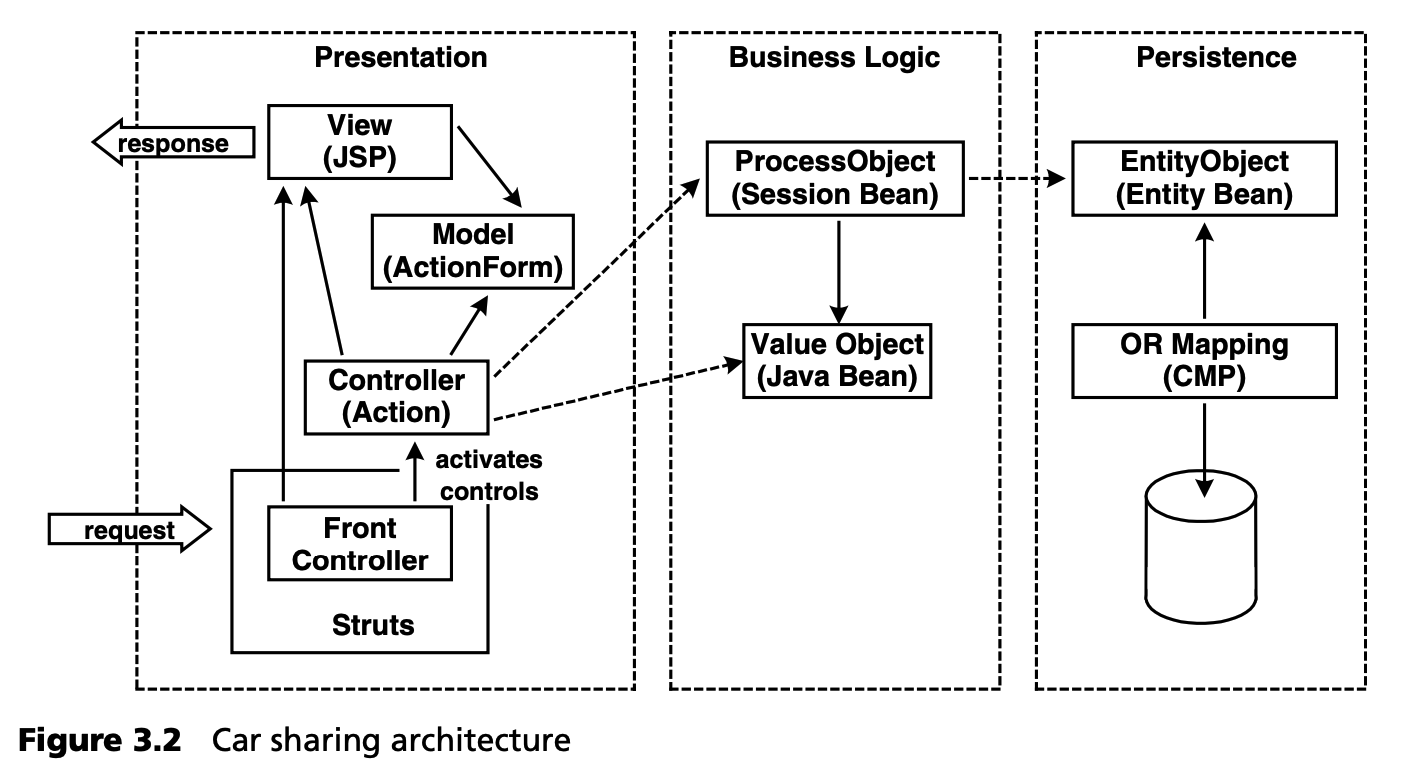 Presentation
Business Logic
Persistence
response
View
(JSP)
Model
(ActionForm)
ProcessObject
(Session Bean)
EntityObject
(Entity Bean)
Controller
(Action)
Value Object
(Java Bean)
OR Mapping
(CMP)
activates
controls
request
Front
Controller
Struts
Figure 3.2 Car sharing architecture